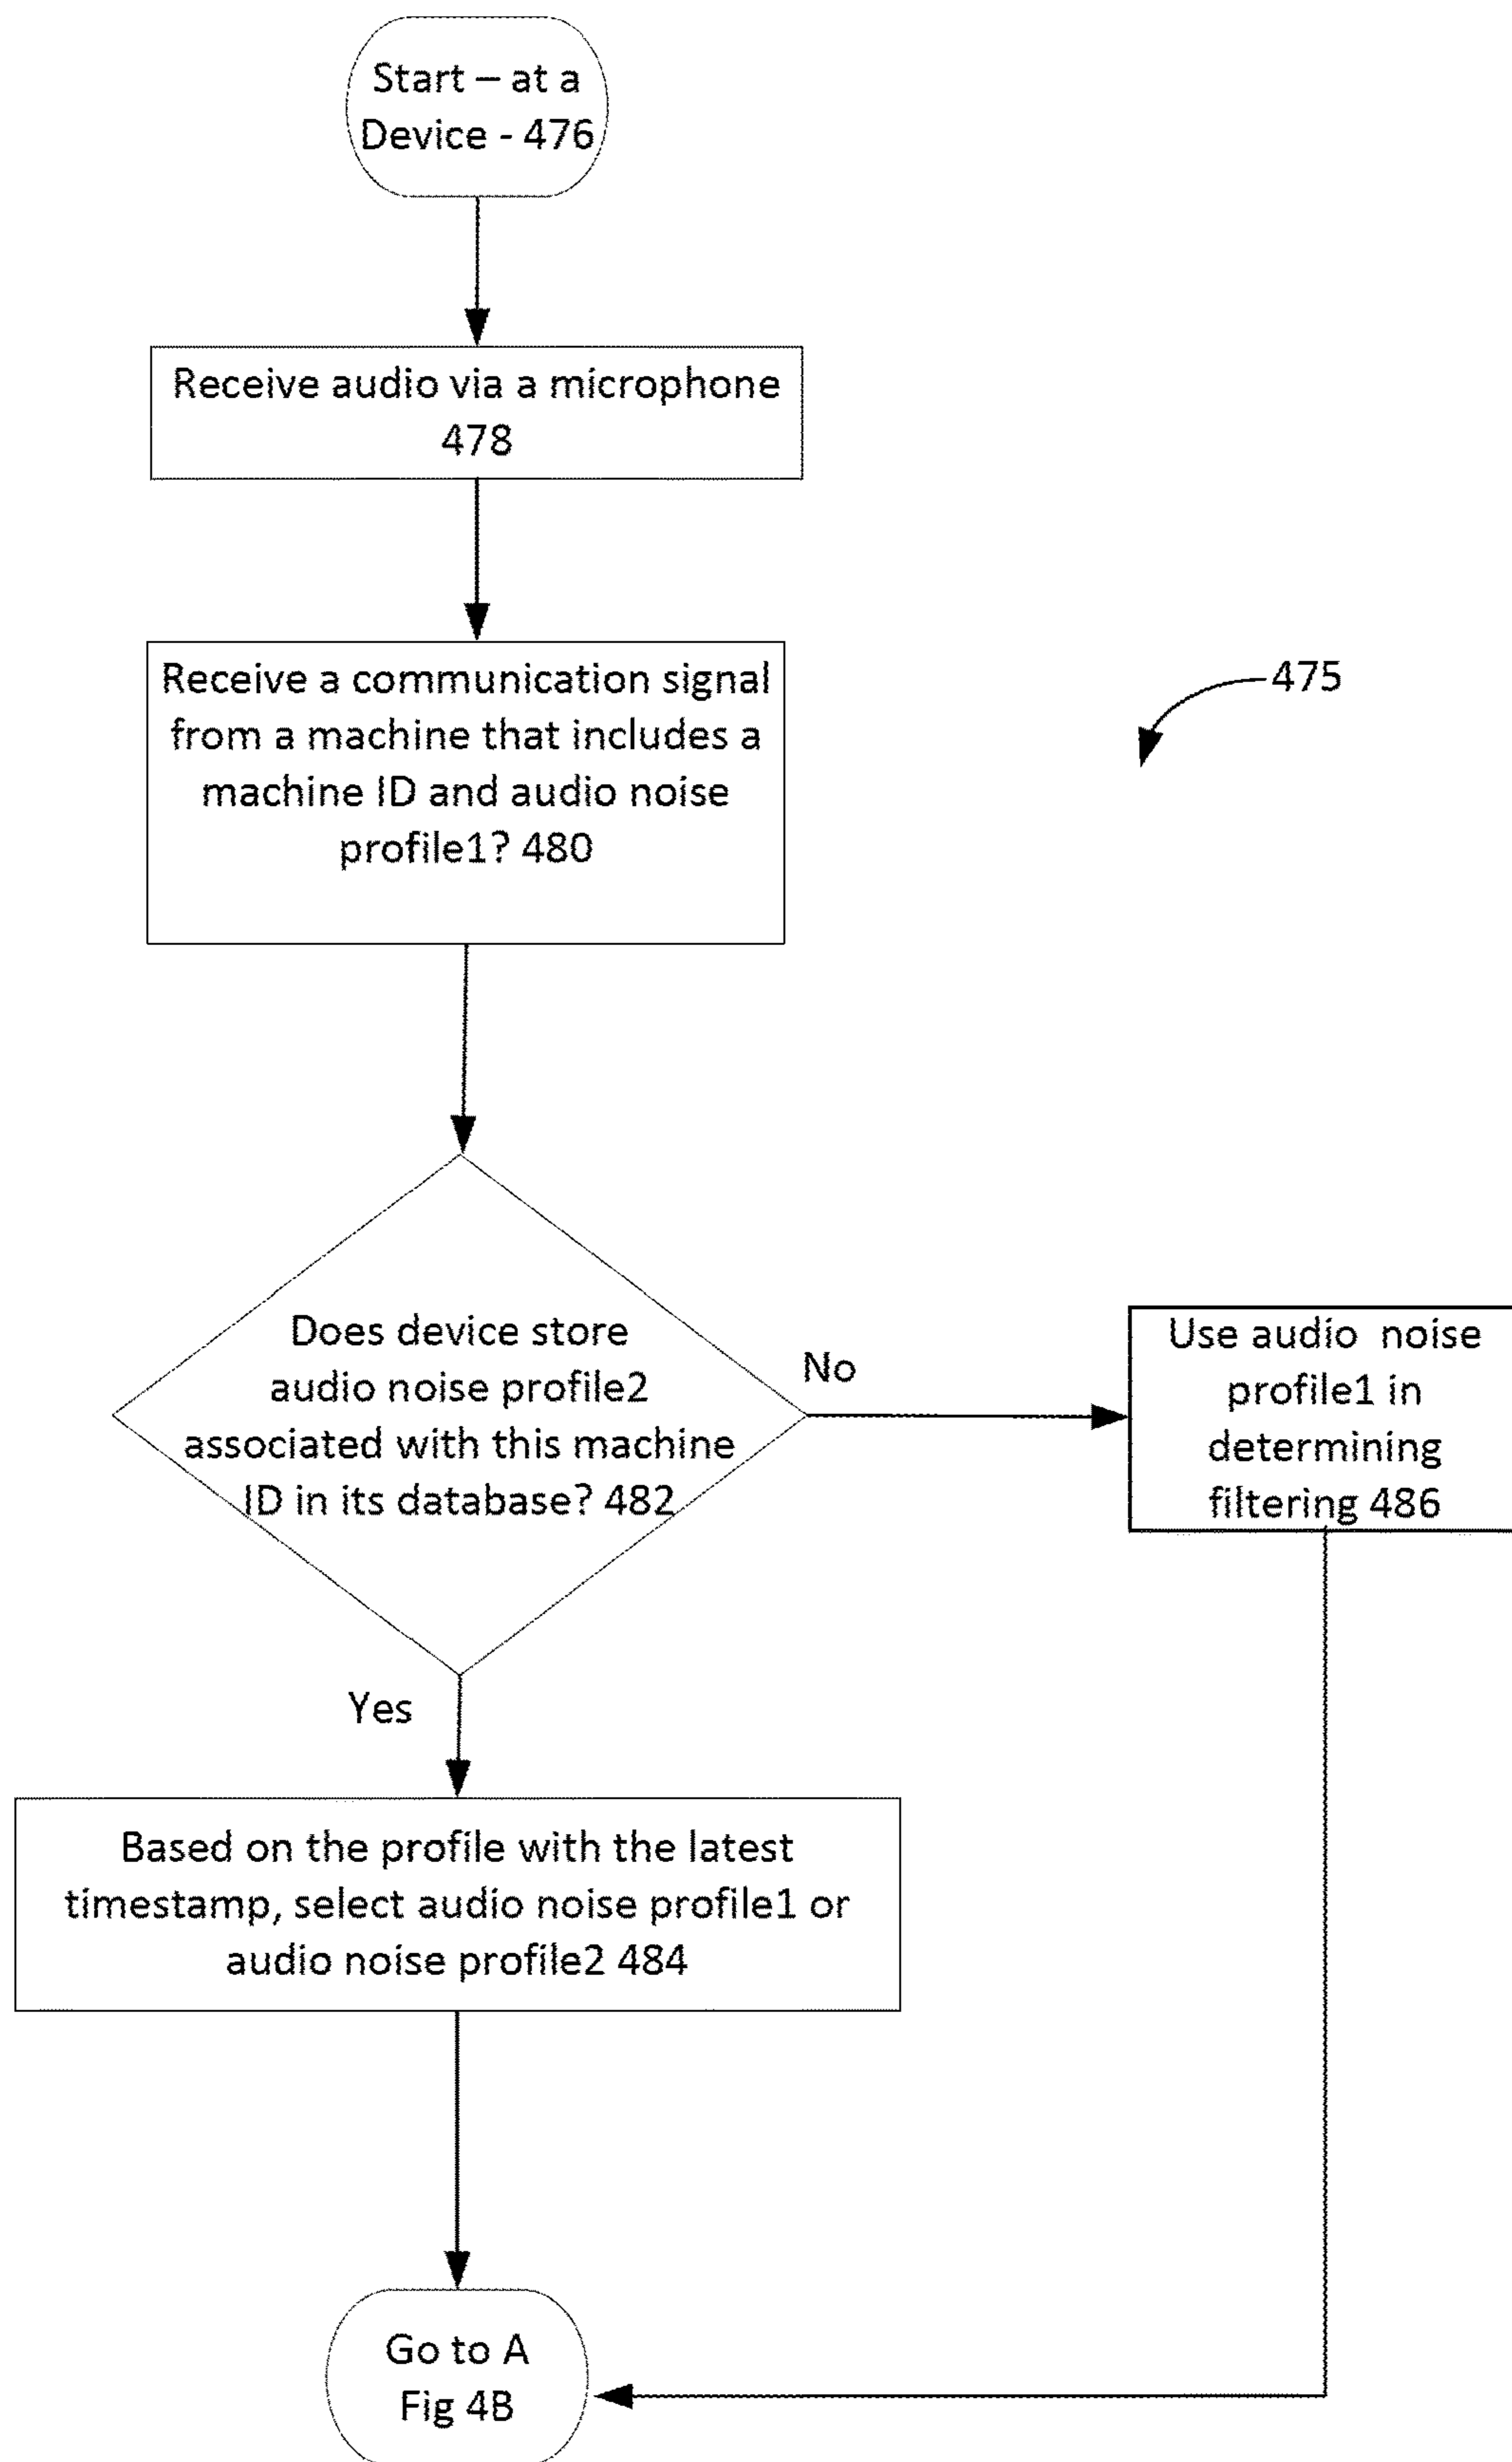 Start – at a
Device - 476
Receive audio via a microphone
478
Receive a communication signal
from a machine that includes a
machine ID and audio noise
profile1? 480
475
Does device store
audio noise profile2
associated with this machine
ID in its database? 482
No
Use audio noise
profile1 in
determining
filtering 486
Yes
Based on the profile with the latest
timestamp, select audio noise profile1 or
audio noise profile2 484
Go to A
Fig 4B